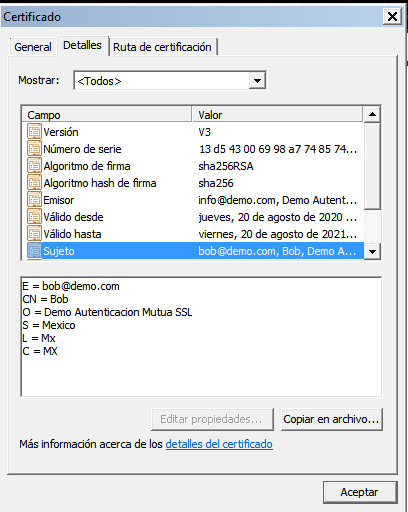 Certificado
General Detalles Ruta de certificación
Mostrar: <Todos>
Campo Valor
Versión V3
Número de serie 13 d5 43 00 69 98 a7 74 85 74...
Algoritmo de firma sha256RSA
Algoritmo hash de firma sha256
Emisor info@demo.com, Demo Autent...
Válido desde jueves, 20 de agosto de 2020 ...
Válido hasta viernes, 20 de agosto de 2021...
Sujeto bob@demo.com, Bob, Demo A...
E = bob@demo.com
CN = Bob
O = Demo Autenticacion Mutua SSL
S = Mexico
L = Mx
C = MX
Editar propiedades... Copiar en archivo...
Más información acerca de los detalles del certificado
Aceptar